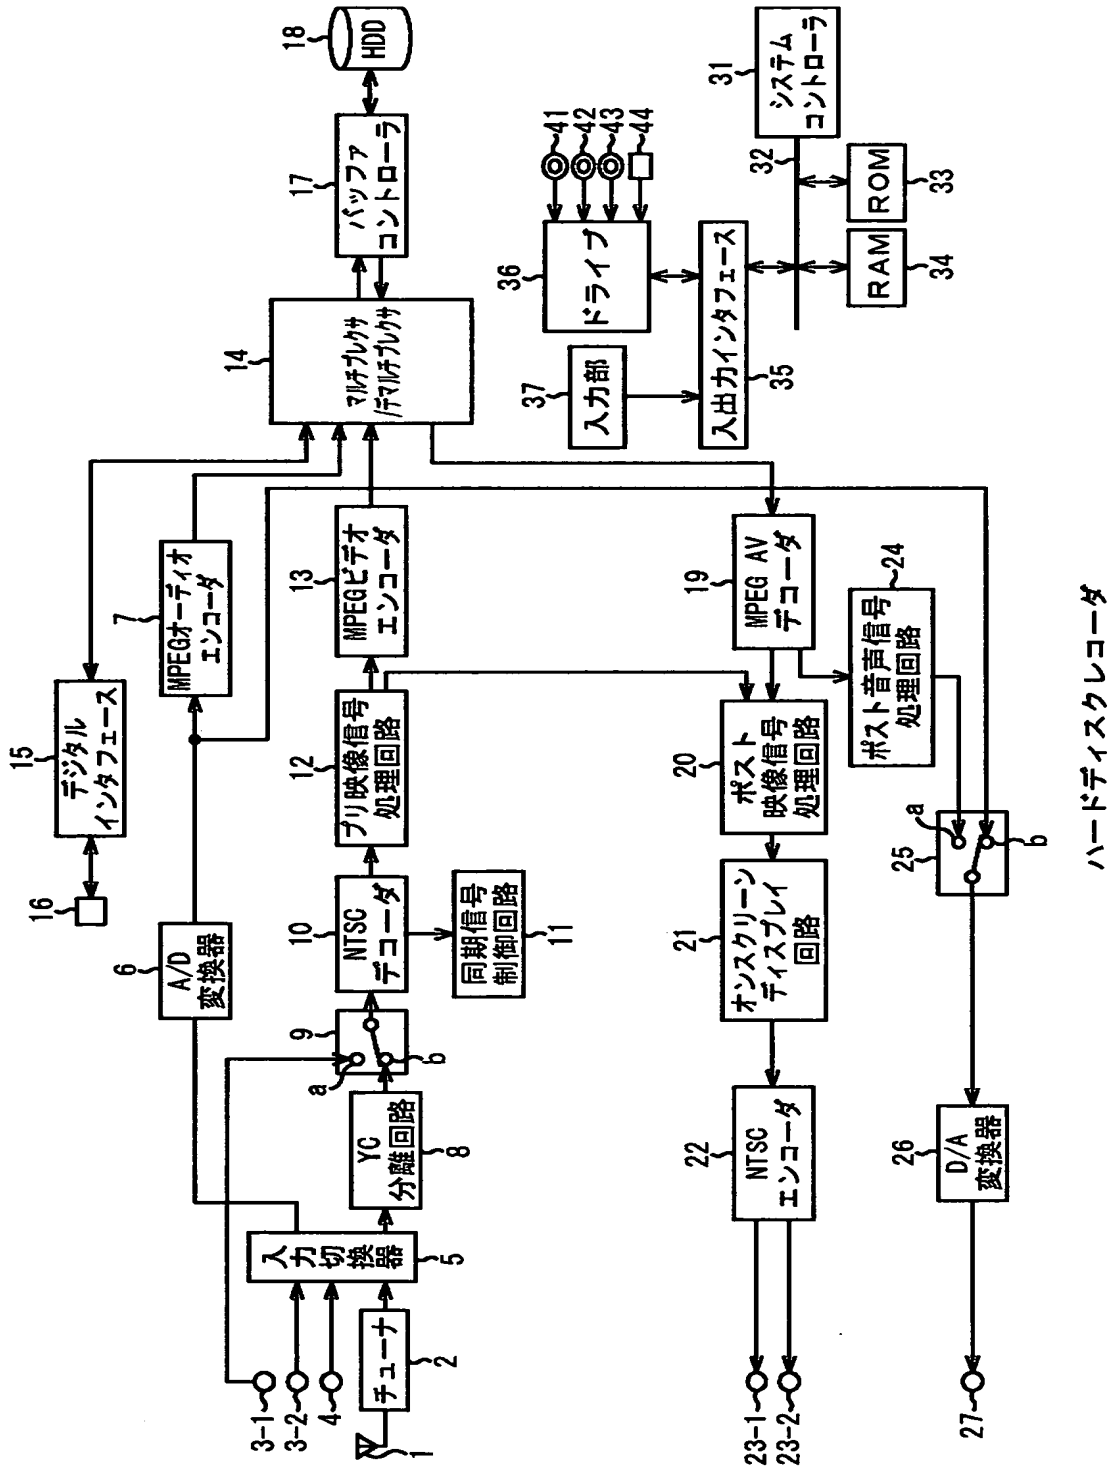 1
2
チューナ
3-1
3-2
4
5
入力切換器
6
A/D
変換器
7
MPEGオーディオ
エンコーダ
8
YC
分離回路
9
a
b
10
NTSC
デコーダ
11
同期信号
制御回路
12
プリ映像信号
処理回路
13
MPEGビデオ
エンコーダ
14
マルチプレクサ
/デマルチプレクサ
15
デジタル
インタフェース
16
17
バッファ
コントローラ
18
HDD
19
MPEG AV
デコーダ
20
ポスト
映像信号
処理回路
21
オンスクリーン
ディスプレイ
回路
22
NTSC
エンコーダ
23-1
23-2
24
ポスト音声信号
処理回路
25
a
b
26
D/A
変換器
27
31
システム
コントローラ
32
33
ROM
34
RAM
35
入出力インタフェース
36
ドライブ
37
入力部
41
42
43
44
ハードディスクレコーダ